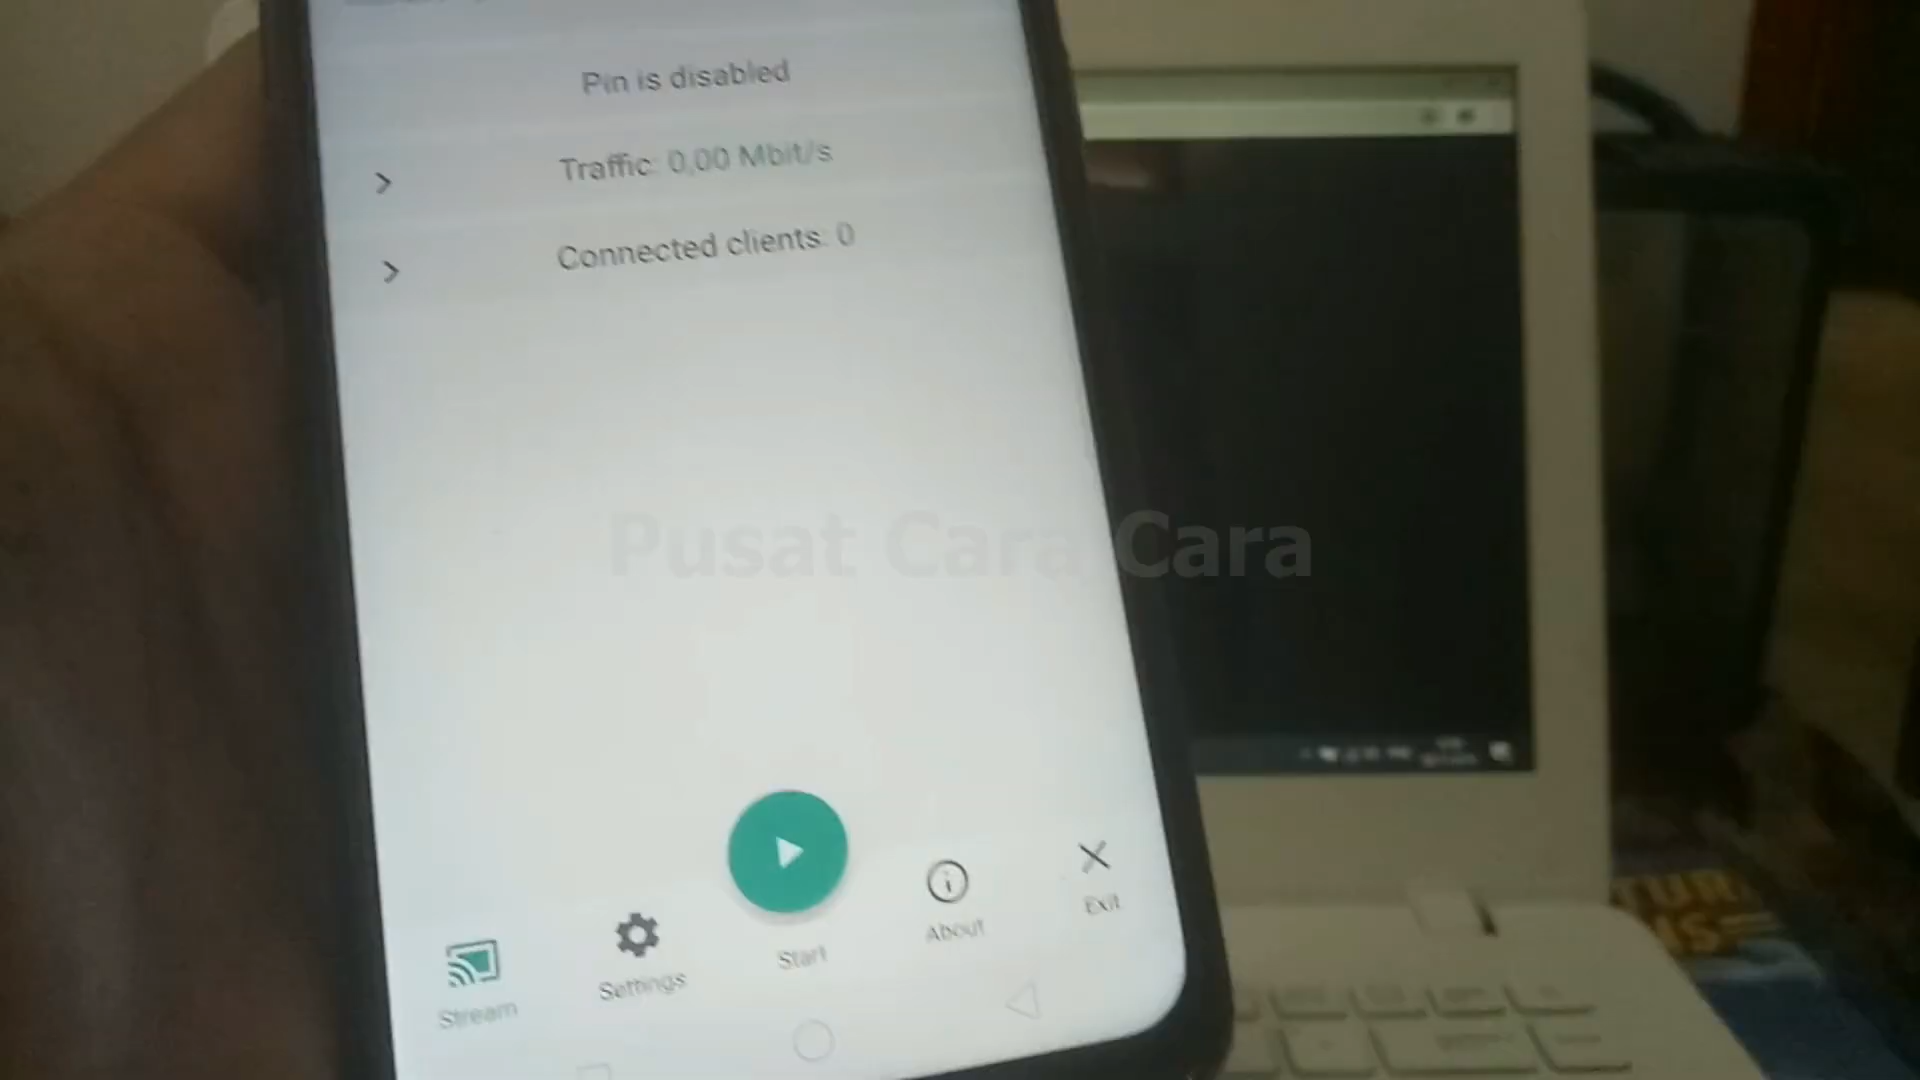 Pin is disabled
Traffic: 0,00 Mbit/s
Connected clients: 0
Pusat Cara Cara
Start
About
Exit
Settings
Stream